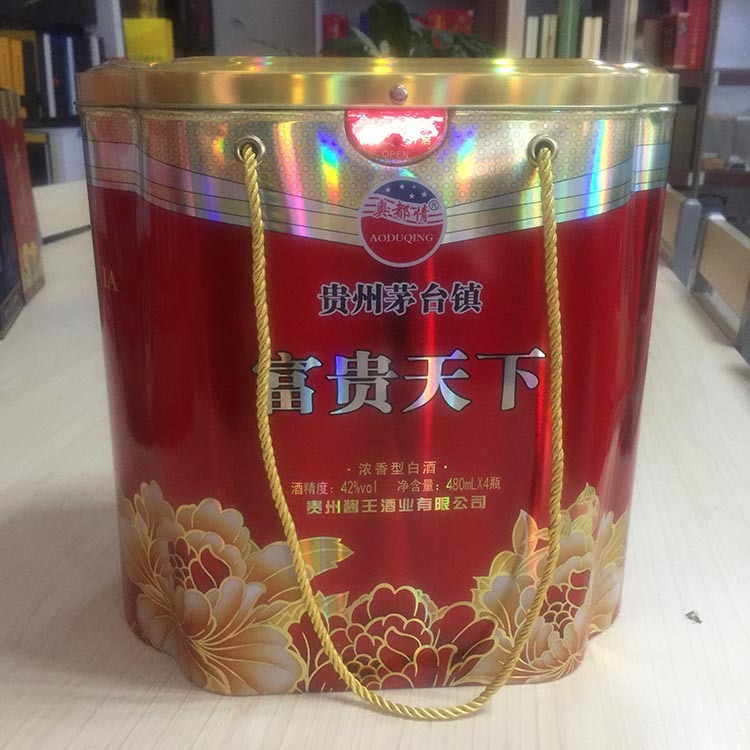 OPEN
奥都情®
AODUQING
贵州茅台镇
富贵天下
·浓香型白酒·
酒精度：42%vol 净含量：480mLX4瓶
贵州酱王酒业有限公司